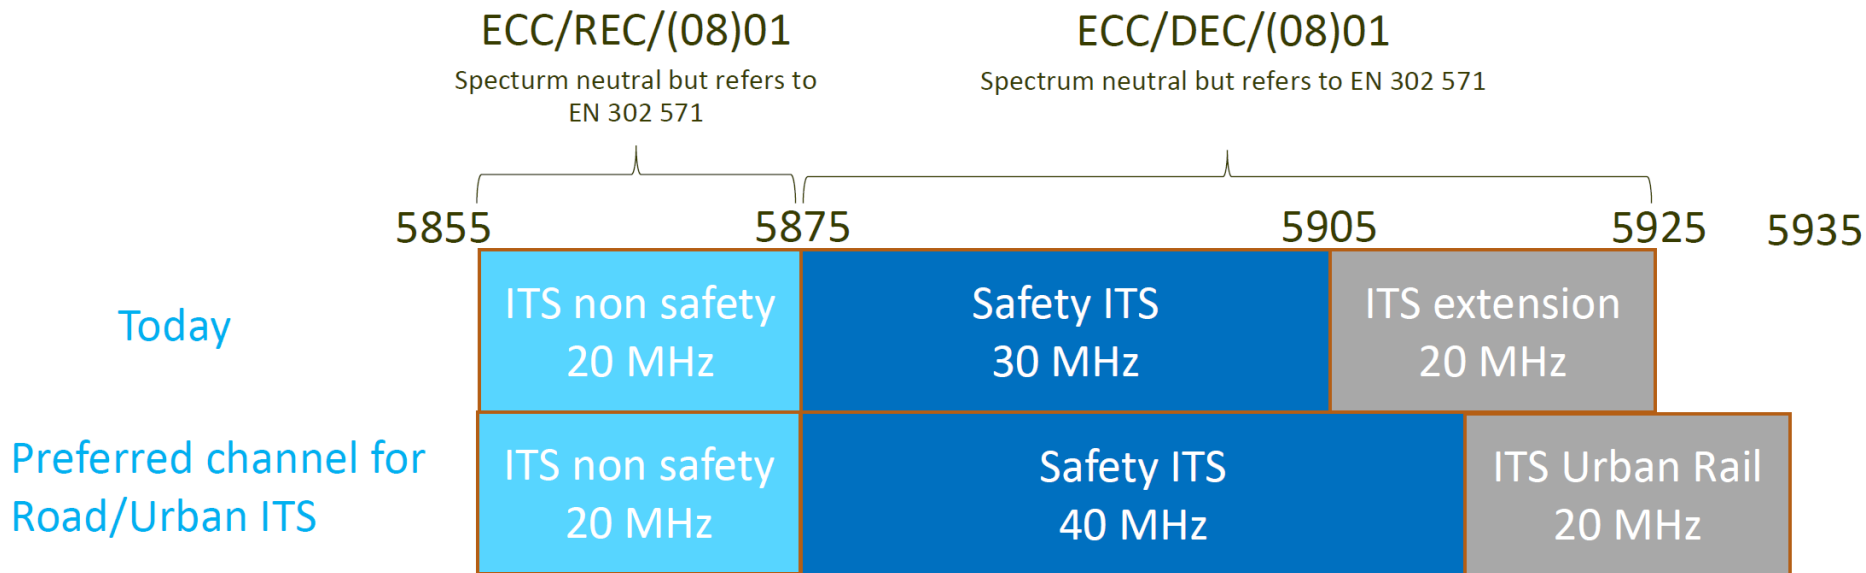 ECC/REC/(08)01
Specturm neutral but refers to
EN 302 571
ECC/DEC/(08)01
Spectrum neutral but refers to EN 302 571
5855
5875
5905
5925
5935
Today
ITS non safety
20 MHz
Safety ITS
30 MHz
ITS extension
20 MHz
Preferred channel for
Road/Urban ITS
ITS non safety
20 MHz
Safety ITS
40 MHz
ITS Urban Rail
20 MHz